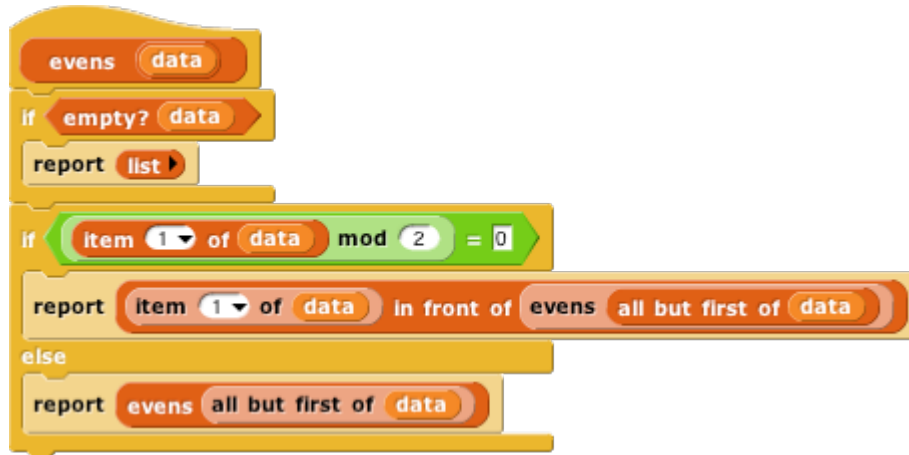 evens data
if empty? data
report list
if item 1 of data mod 2 = 0
report item 1 of data in front of evens all but first of data
else
report evens all but first of data